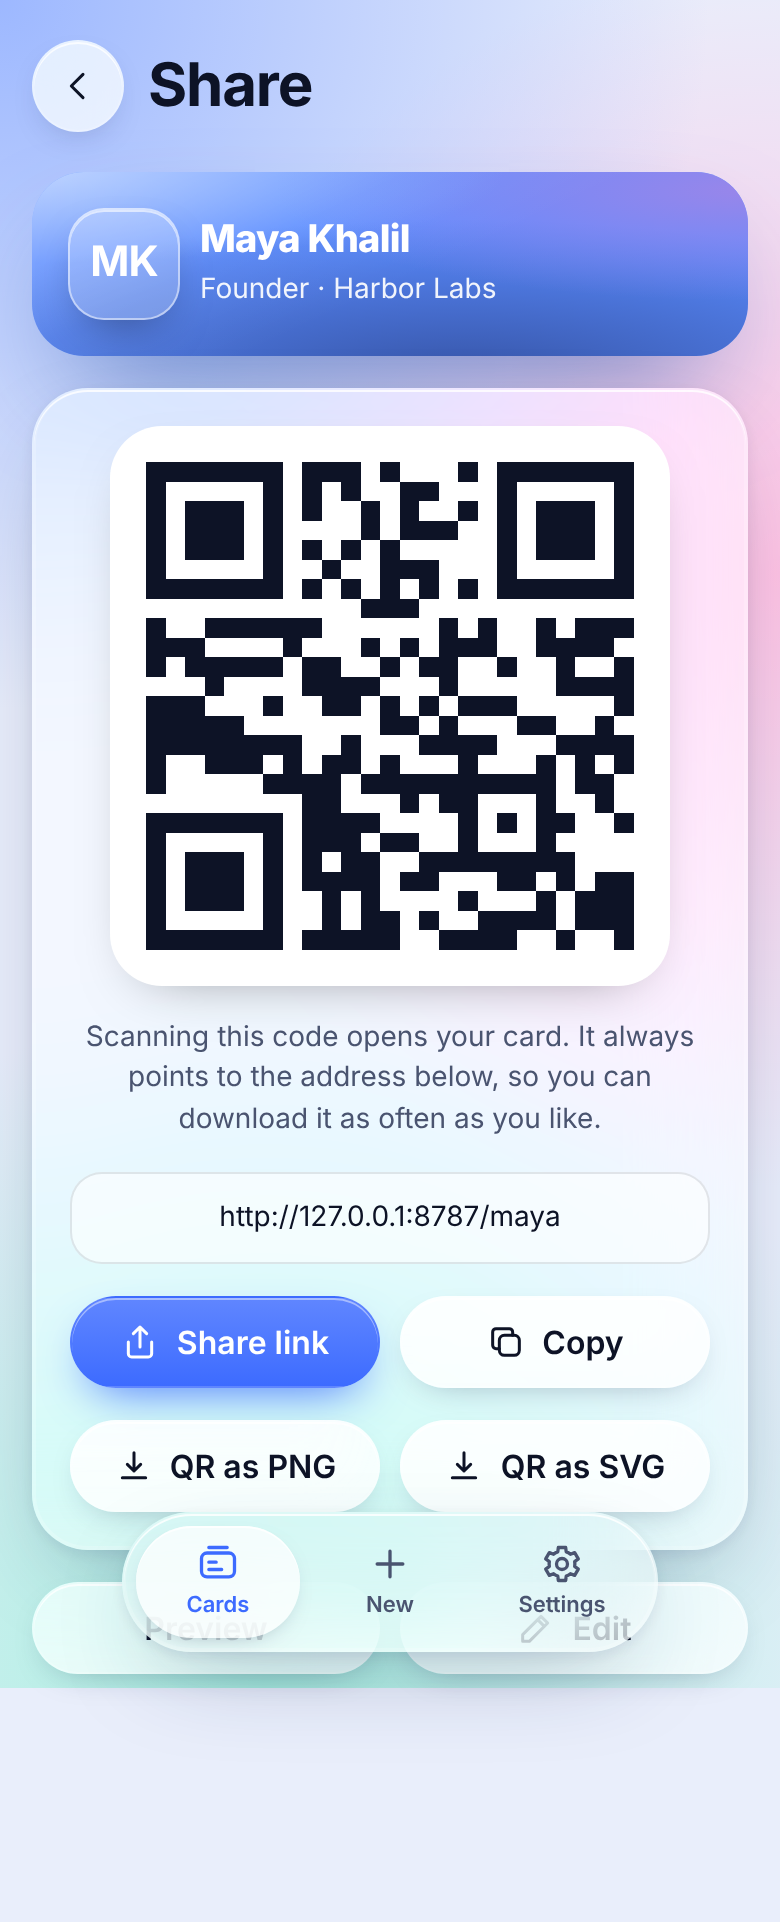 Share
MK
Maya Khalil
Founder · Harbor Labs
Scanning this code opens your card. It always
points to the address below, so you can
download it as often as you like.
http://127.0.0.1:8787/maya
Share link
Copy
QR as PNG
QR as SVG
Cards
New
Settings
Preview
Edit